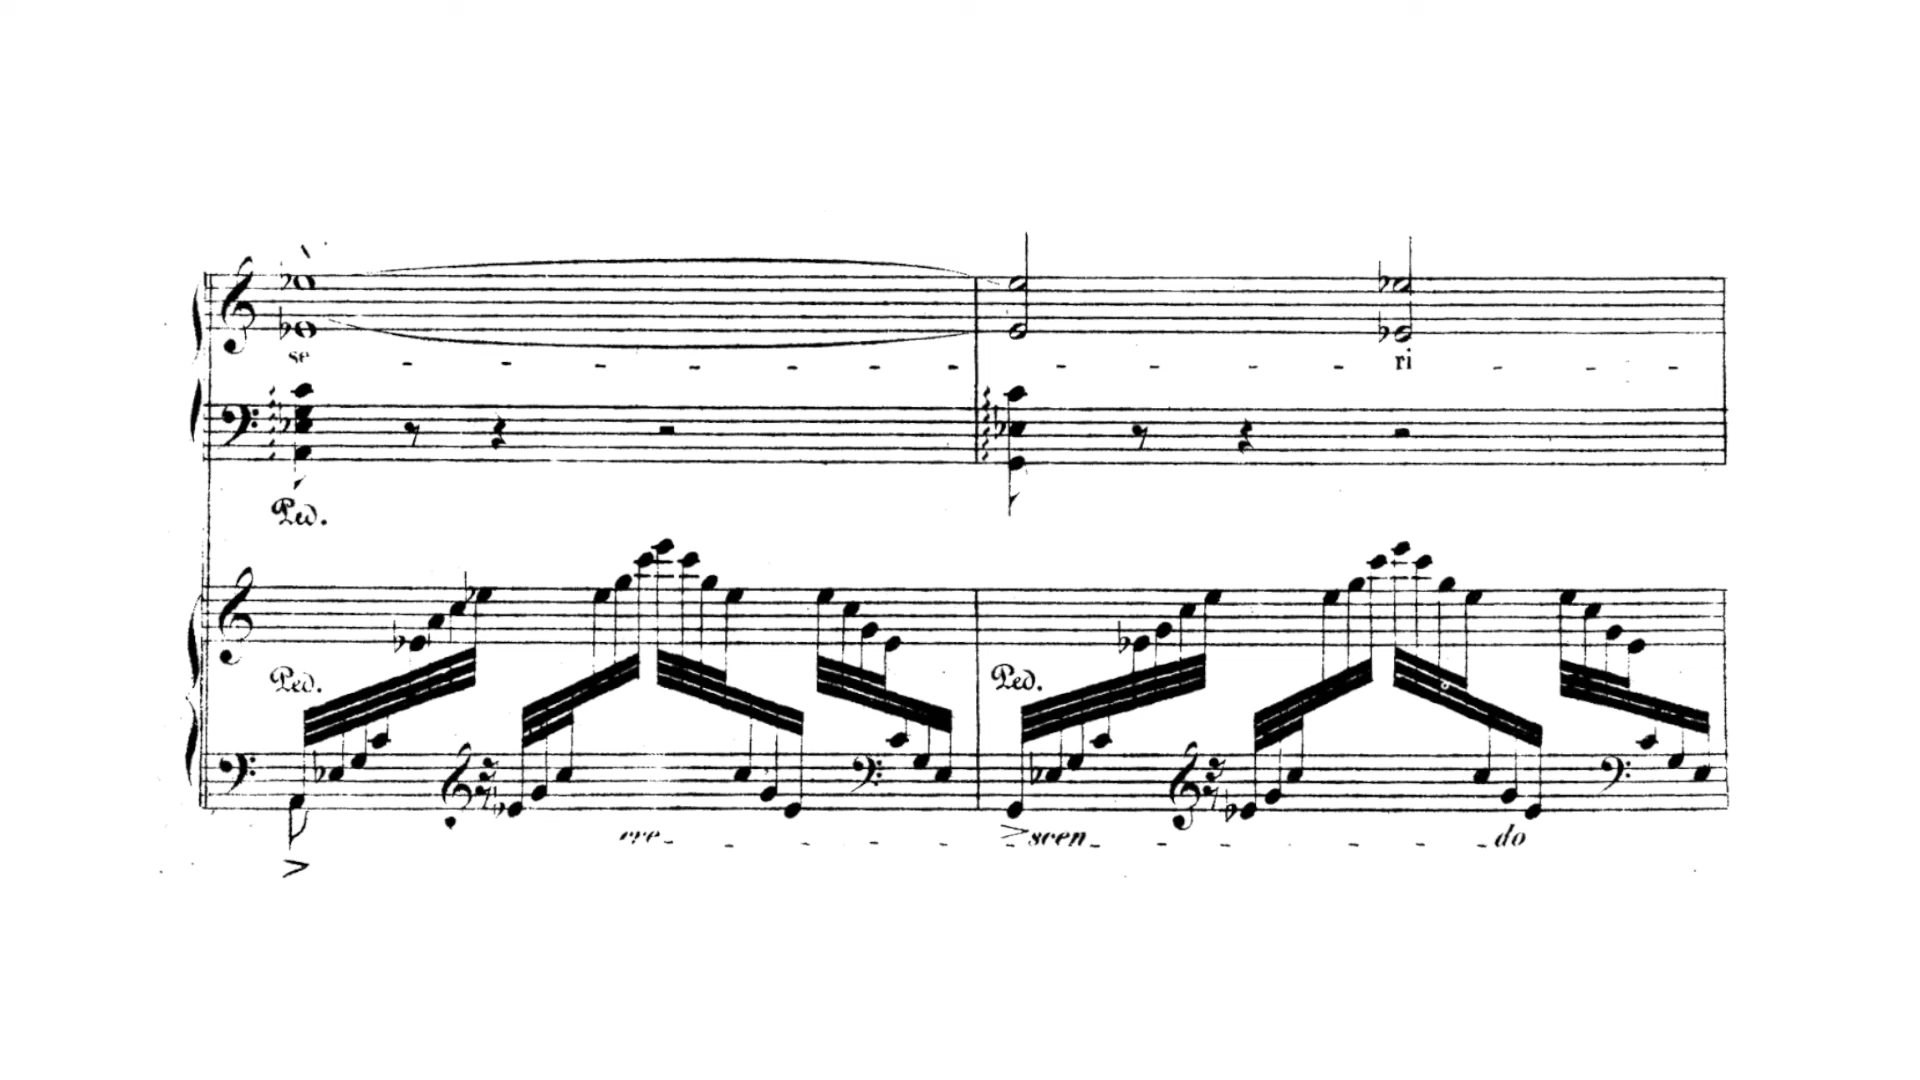 se - - - - - - - - - - ri - - -
Ped.
Ped. Ped.
cre- - - - - - scen- - - - - - do